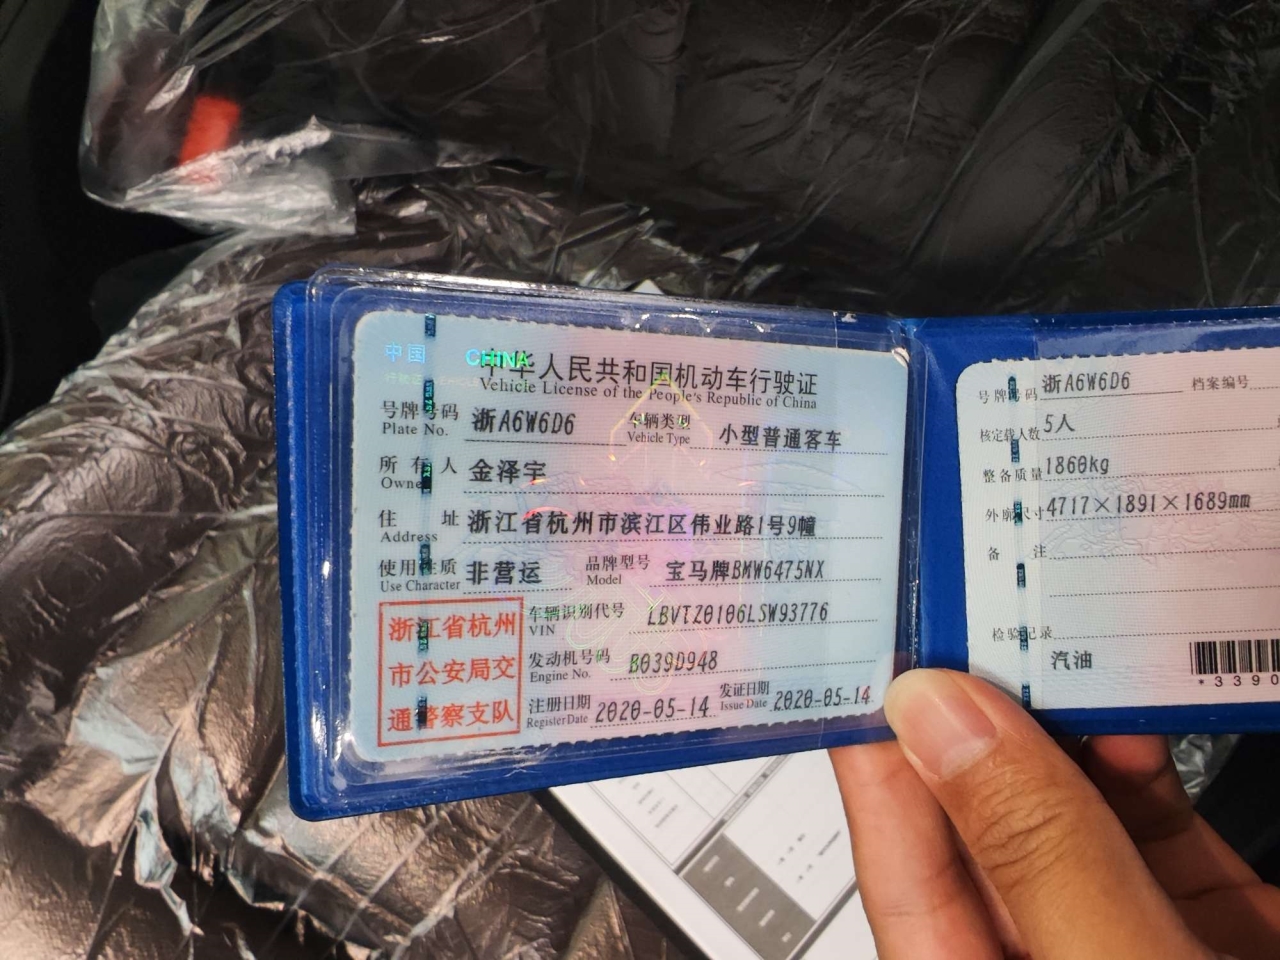 中国 CHINA
中华人民共和国机动车行驶证
Vehicle License of the People's Republic of China
号牌号码 浙A6W6D6 车辆类型 小型普通客车
Plate No. Vehicle Type
所有人 金泽宇
Owner
住址 浙江省杭州市滨江区伟业路1号9幢
Address
使用性质 非营运 品牌型号 宝马牌BMW6475NX
Use Character Model
浙江省杭州
市公安局交
通警察支队
车辆识别代号 LBVTZ0106LSW93776
VIN
发动机号码 B039D948
Engine No.
注册日期 2020-05-14 发证日期 2020-05-14
Register Date Issue Date
号牌号码 浙A6W6D6 档案编号
核定载人数 5人
整备质量 1860kg
外廓尺寸 4717×1891×1689mm
备注
检验记录
汽油
*3390